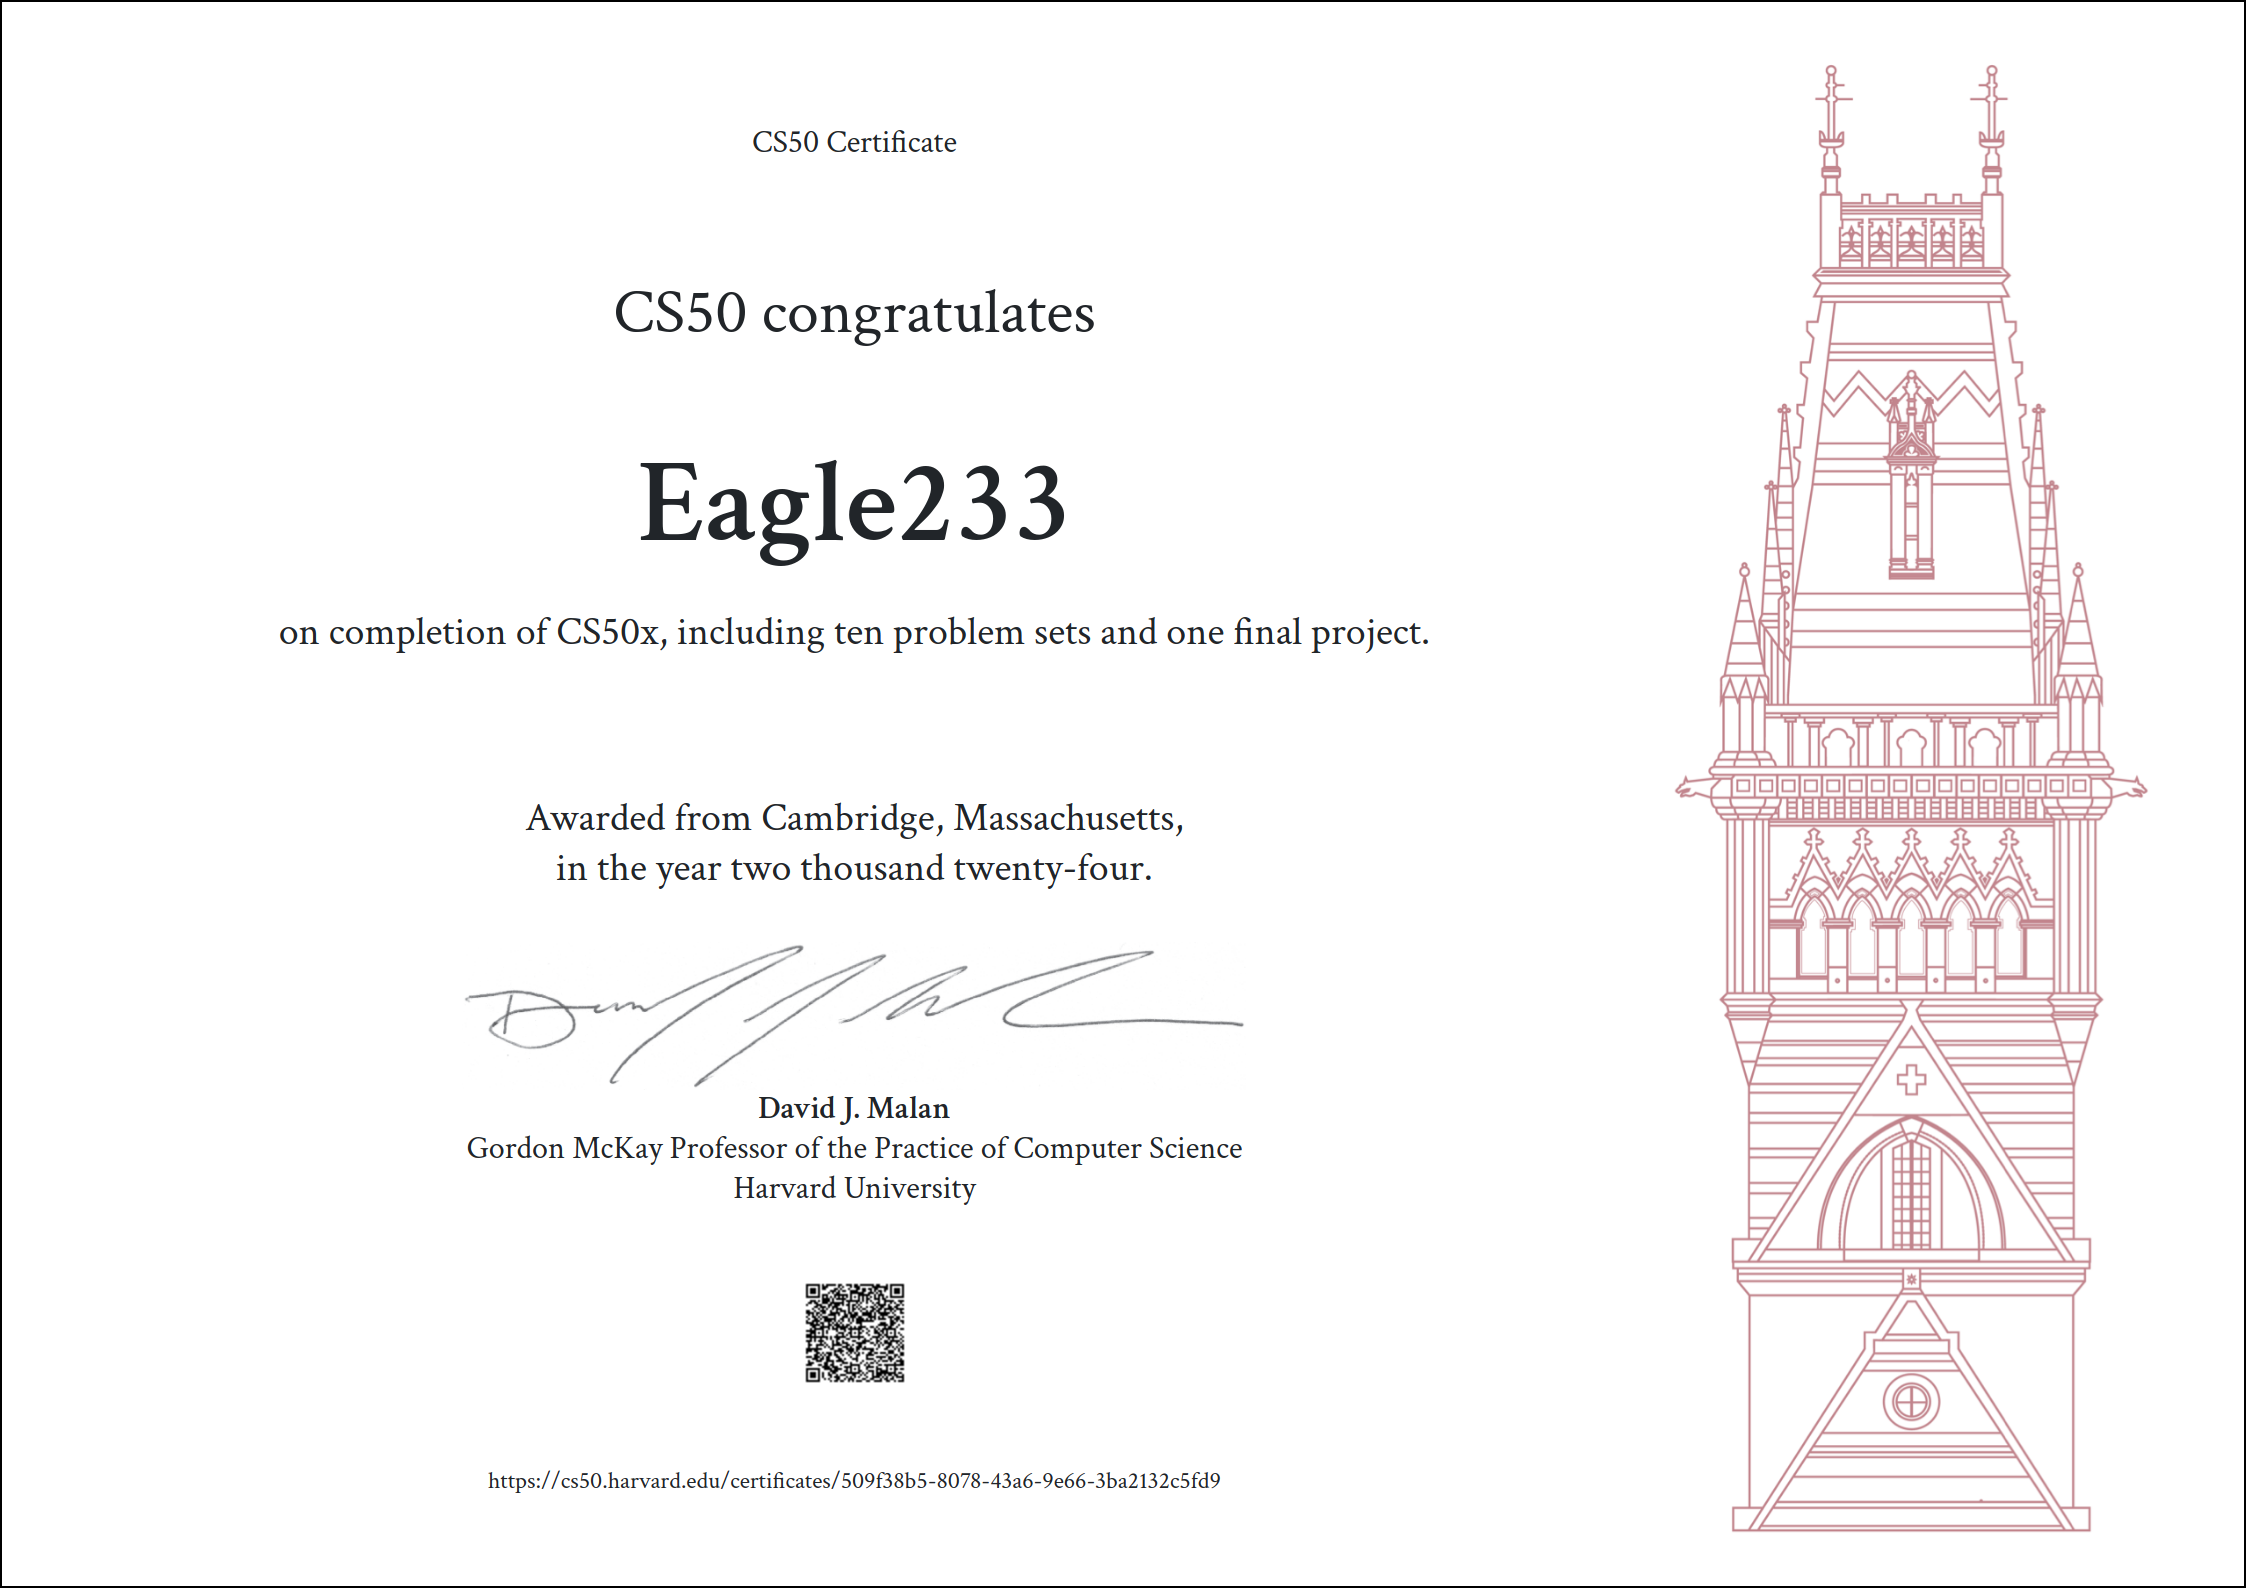 CS50 Certificate
CS50 congratulates
Eagle233
on completion of CS50x, including ten problem sets and one final project.
Awarded from Cambridge, Massachusetts,
in the year two thousand twenty-four.
David J. Malan
Gordon McKay Professor of the Practice of Computer Science
Harvard University
https://cs50.harvard.edu/certificates/509f38b5-8078-43a6-9e66-3ba2132c5fd9